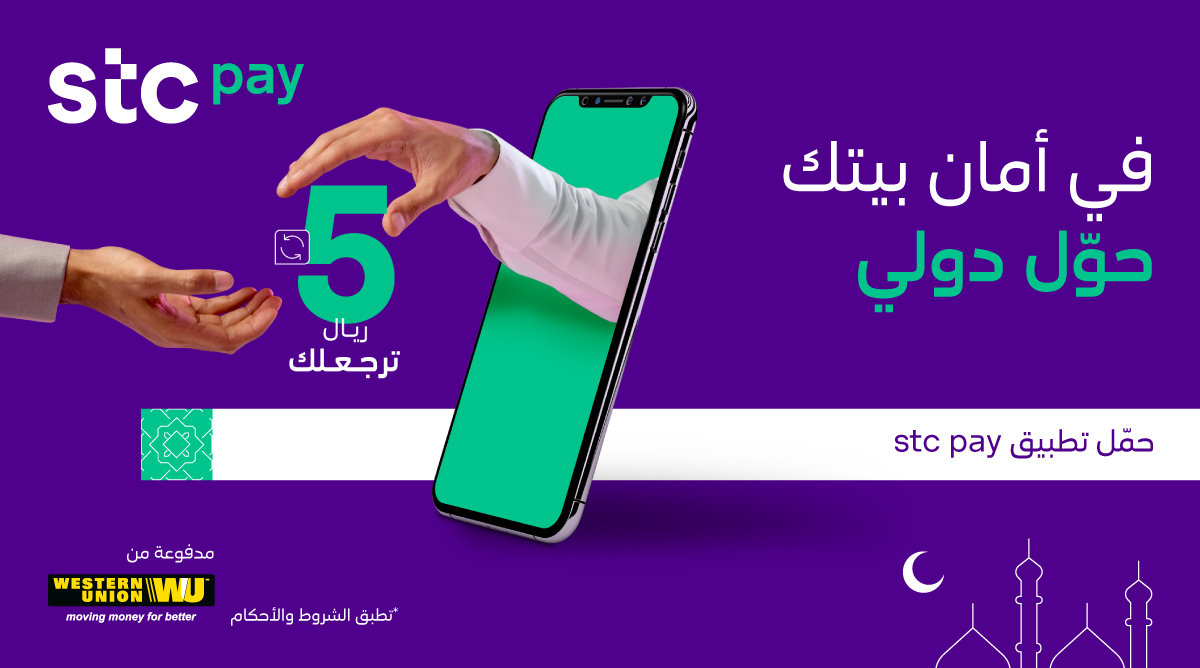 stc pay
في أمان بيتك
حوّل دولي
5
ريال
ترجعلك
حمّل تطبيق stc pay
مدفوعة من
WESTERN UNION WU
moving money for better
*تطبق الشروط والأحكام